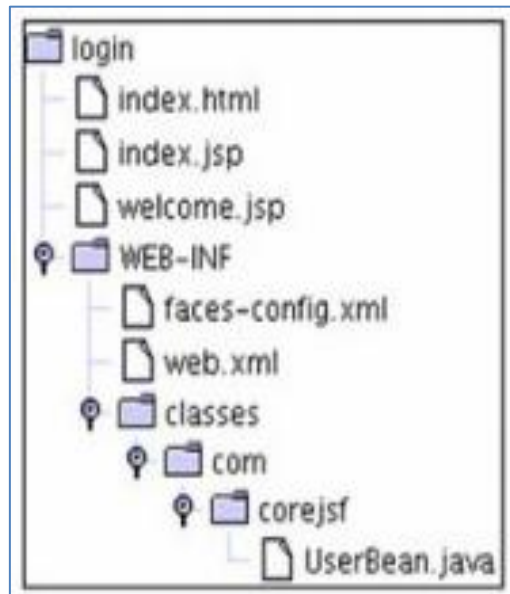 login
index.html
index.jsp
welcome.jsp
WEB-INF
faces-config.xml
web.xml
classes
com
corejsf
UserBean.java